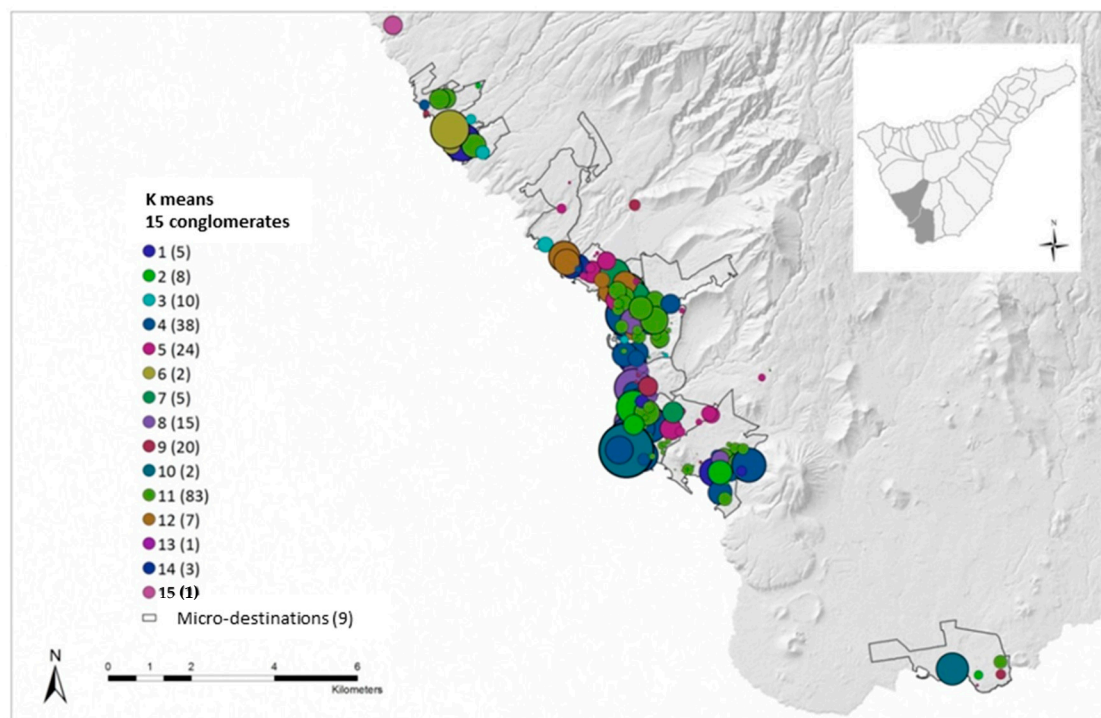 N
K means
15 conglomerates
1 (5)
2 (8)
3 (10)
4 (38)
5 (24)
6 (2)
7 (5)
8 (15)
9 (20)
10 (2)
11 (83)
12 (7)
13 (1)
14 (3)
15 (1)
Micro-destinations (9)
N
0 1 2 4 6
Kilometers